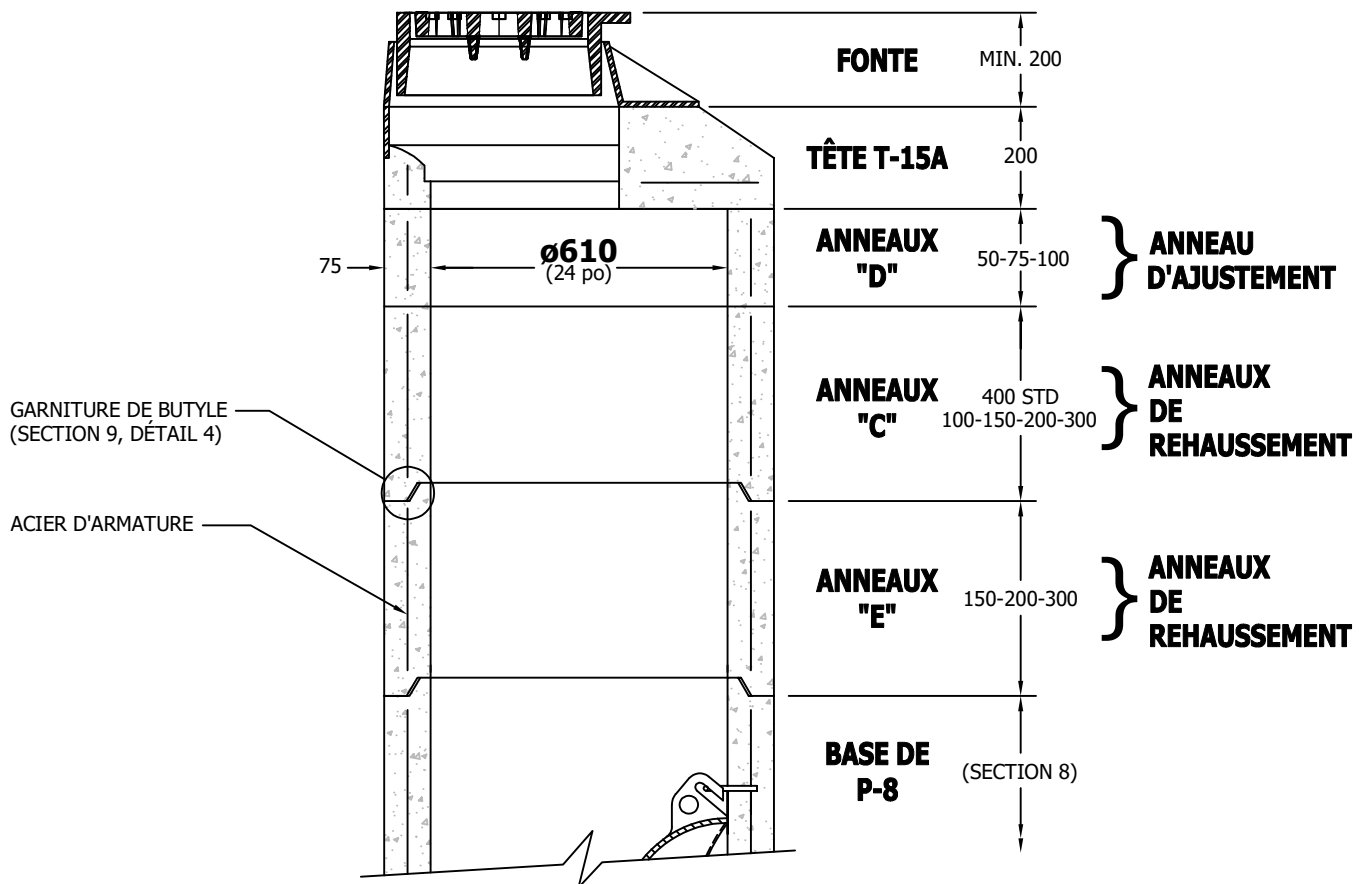 FONTE
MIN. 200
TÊTE T-15A
200
75
ø610
(24 po)
ANNEAUX
"D"
50-75-100
ANNEAU
D'AJUSTEMENT
GARNITURE DE BUTYLE
(SECTION 9, DÉTAIL 4)
ANNEAUX
"C"
400 STD
100-150-200-300
ANNEAUX
DE
REHAUSSEMENT
ACIER D'ARMATURE
ANNEAUX
"E"
150-200-300
ANNEAUX
DE
REHAUSSEMENT
BASE DE
P-8
(SECTION 8)